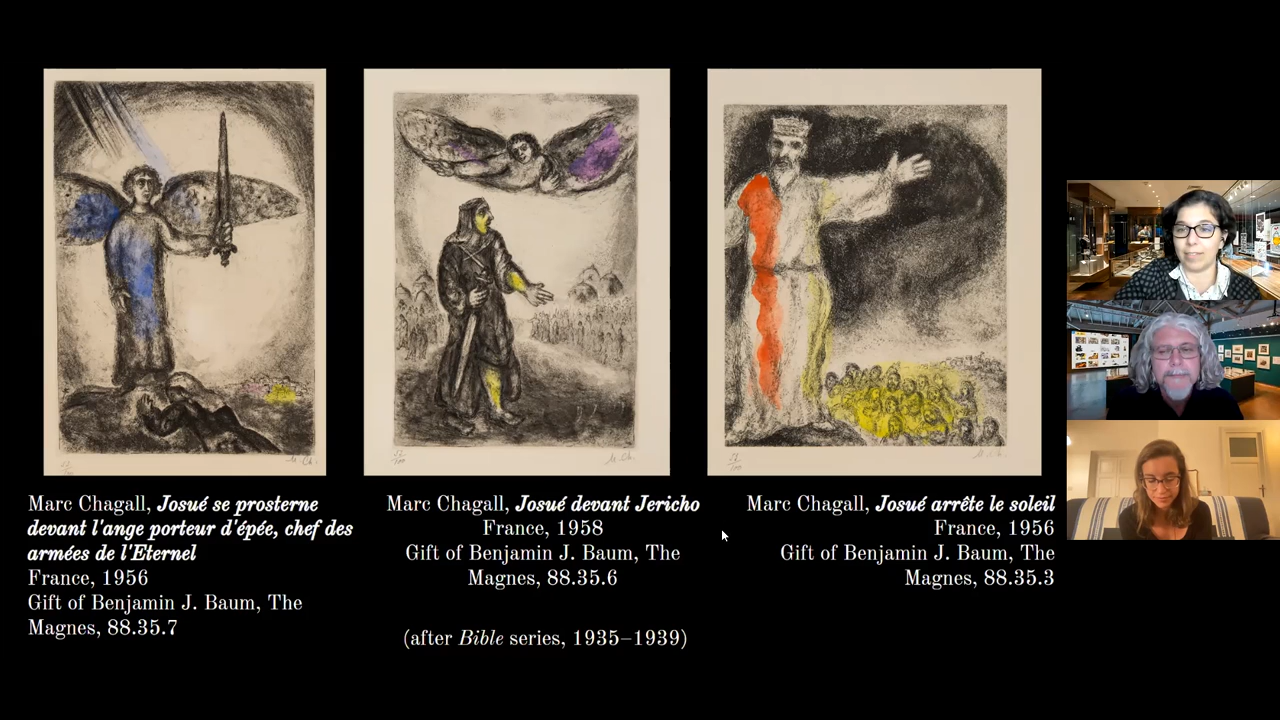 Marc Chagall, Josué se prosterne
devant l'ange porteur d'épée, chef des
armées de l'Eternel
France, 1956
Gift of Benjamin J. Baum, The
Magnes, 88.35.7
Marc Chagall, Josué devant Jericho
France, 1958
Gift of Benjamin J. Baum, The
Magnes, 88.35.6
(after Bible series, 1935–1939)
Marc Chagall, Josué arrête le soleil
France, 1956
Gift of Benjamin J. Baum, The
Magnes, 88.35.3